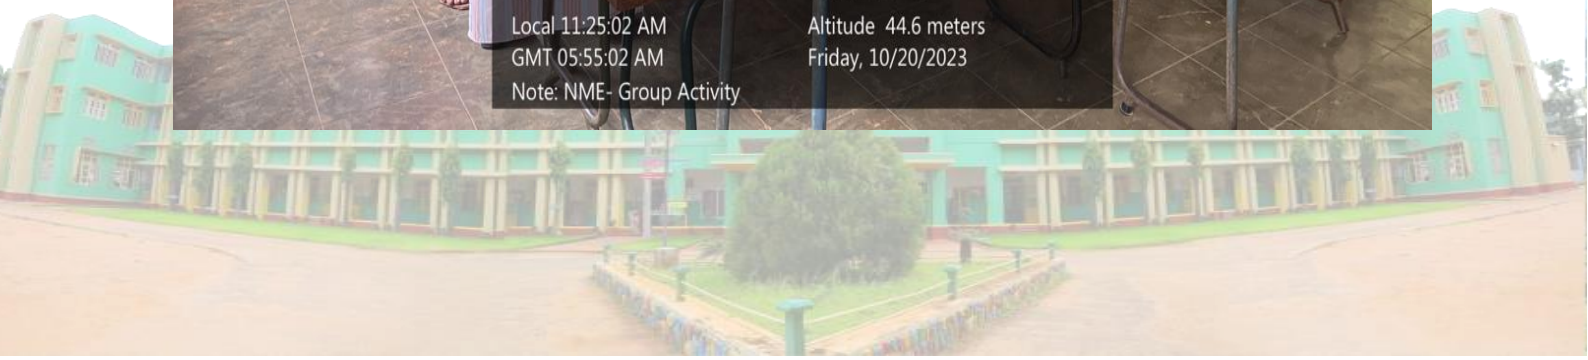 Local 11:25:02 AM Altitude 44.6 meters
GMT 05:55:02 AM Friday, 10/20/2023
Note: NME- Group Activity